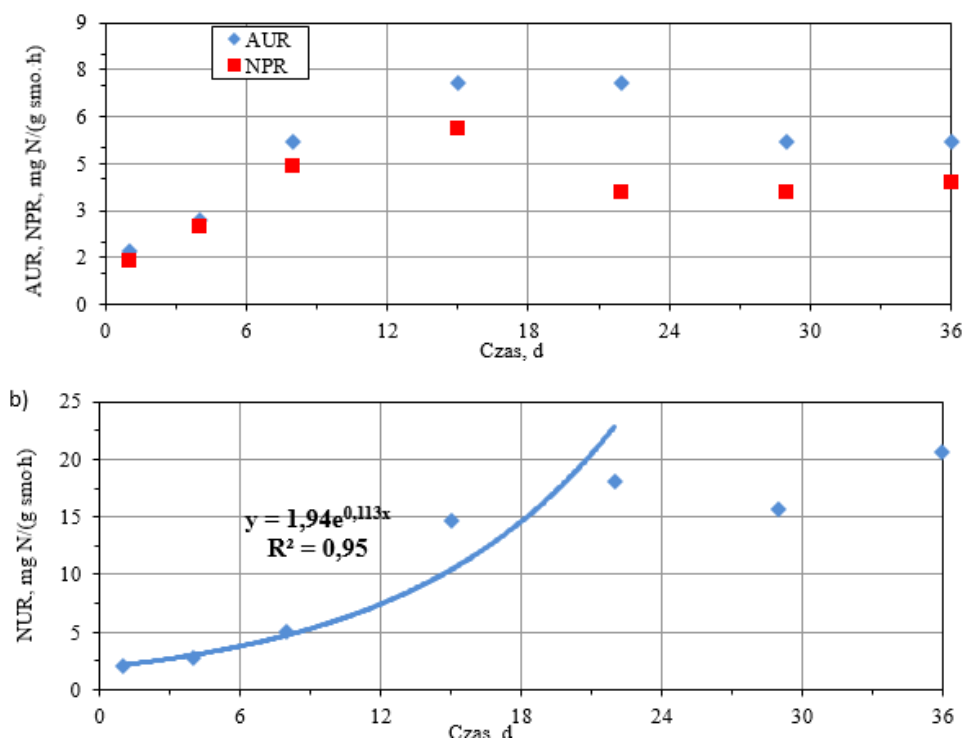 AUR, NPR, mg N/(g smo·h)
9
8
6
5
3
2
0
AUR
NPR
0 6 12 18 24 30 36
Czas, d
b)
NUR, mg N/(g smo·h)
25
20
15
10
5
0
y = 1,94e^0,113x
R² = 0,95
0 6 12 18 24 30 36
Czas, d